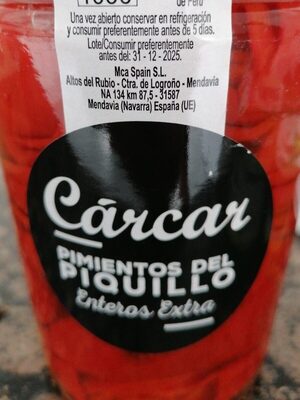 de Perú
Una vez abierto conservar en refrigeración
y consumir preferentemente antes de 5 días.
Lote/Consumir preferentemente
antes del: 31 - 12 - 2025.
Mca Spain S.L.
Altos del Rubio - Ctra. de Logroño - Mendavia
NA 134 km 87,5 - 31587
Mendavia (Navarra) España (UE)
Cárcar
PIMIENTOS DEL
PIQUILLO
Enteros Extra